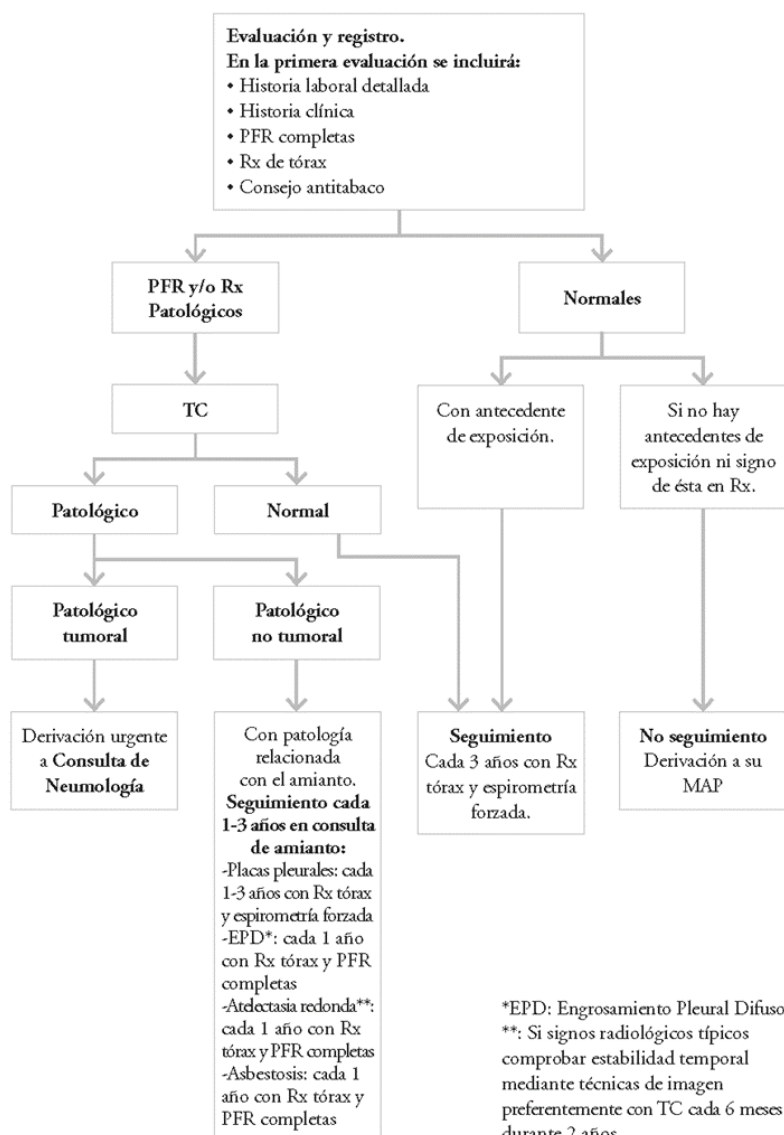 Evaluación y registro.
En la primera evaluación se incluirá:
• Historia laboral detallada
• Historia clínica
• PFR completas
• Rx de tórax
• Consejo antitabaco
PFR y/o Rx
Patológicos
Normales
TC
Con antecedente
de exposición.
Si no hay
antecedentes de
exposición ni signo
de ésta en Rx.
Patológico
Normal
Patológico
tumoral
Patológico
no tumoral
Derivación urgente
a Consulta de
Neumología
Con patología
relacionada
con el amianto.
Seguimiento cada
1-3 años en consulta
de amianto:
-Placas pleurales: cada
1-3 años con Rx tórax
y espirometría forzada
-EPD*: cada 1 año
con Rx tórax y PFR
completas
-Atelectasia redonda**:
cada 1 año con Rx
tórax y PFR completas
-Asbestosis: cada 1
año con Rx tórax y
PFR completas
Seguimiento
Cada 3 años con Rx
tórax y espirometría
forzada.
No seguimiento
Derivación a su
MAP
*EPD: Engrosamiento Pleural Difuso
**: Si signos radiológicos típicos
comprobar estabilidad temporal
mediante técnicas de imagen
preferentemente con TC cada 6 meses
durante 2 años